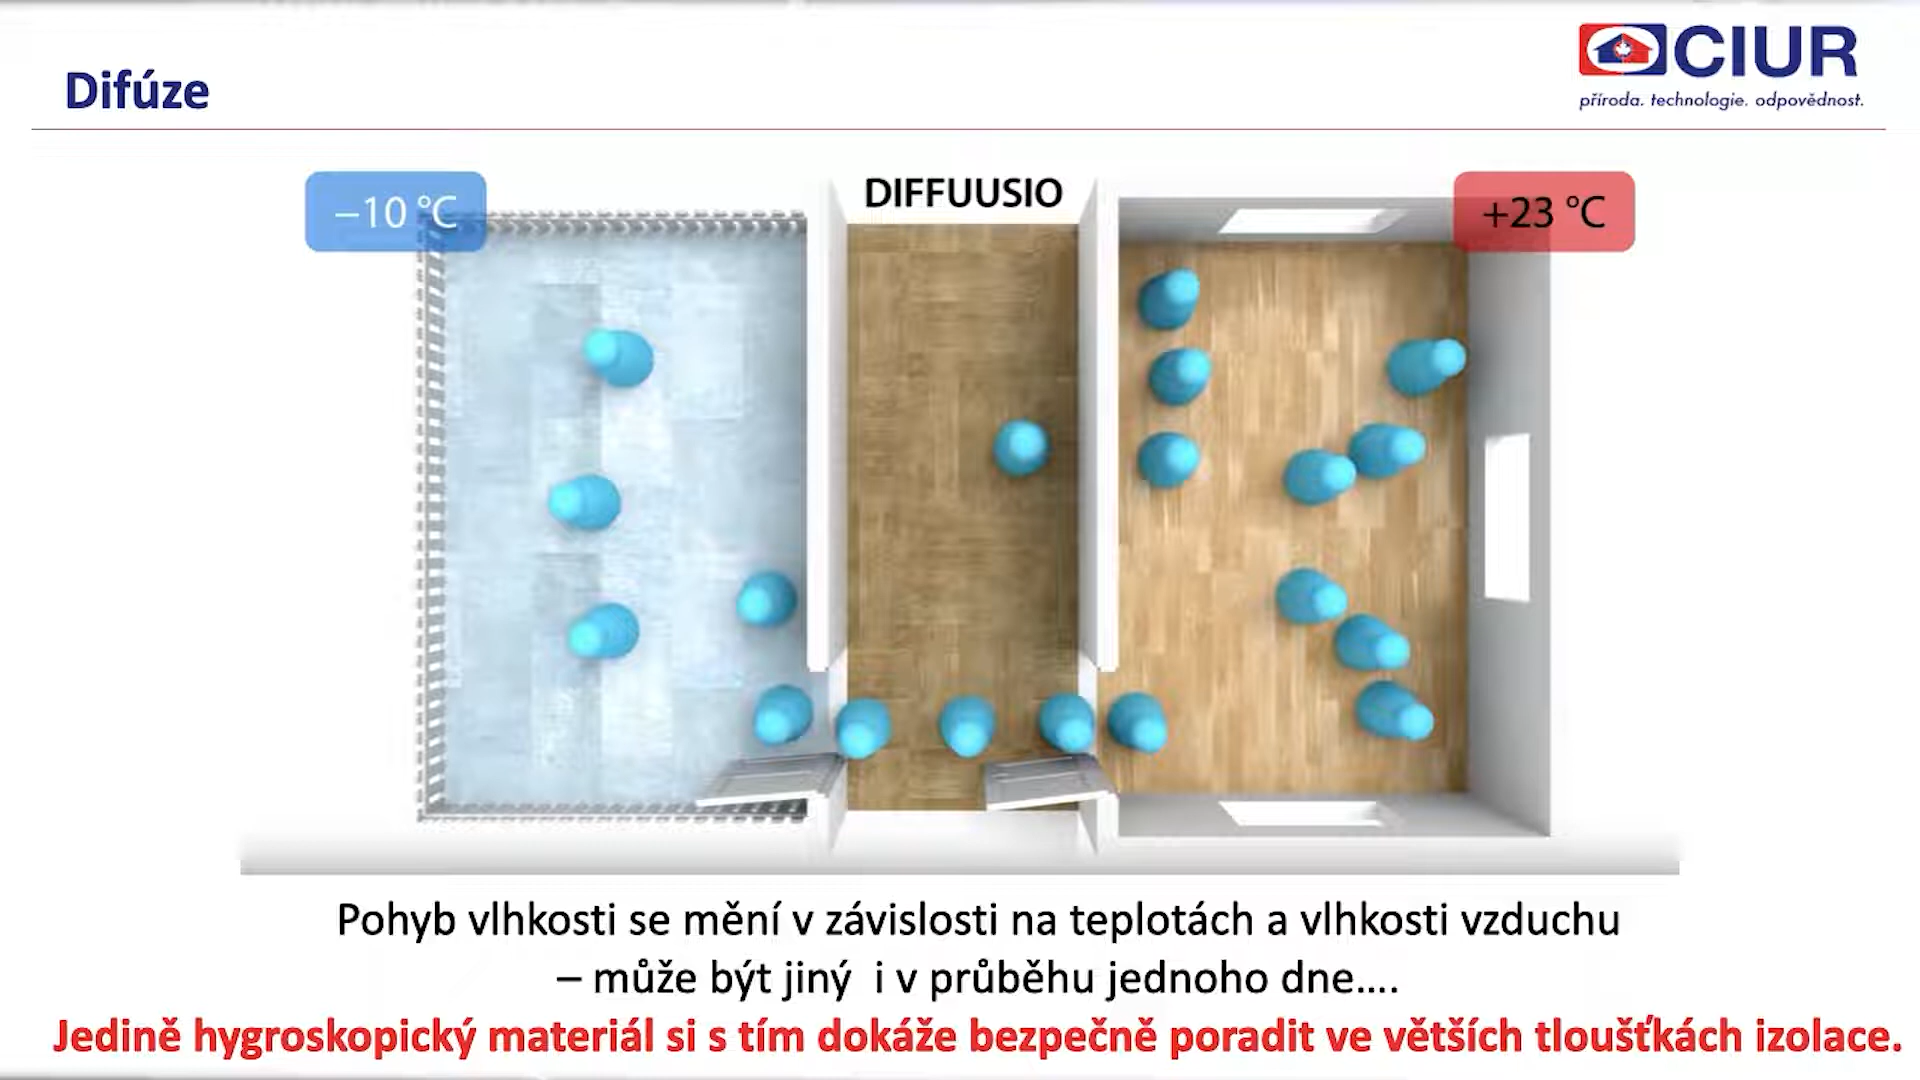 CIUR
příroda. technologie. odpovědnost.
Difúze
–10 °C
DIFFUUSIO
+23 °C
Pohyb vlhkosti se mění v závislosti na teplotách a vlhkosti vzduchu
– může být jiný  i v průběhu jednoho dne....
Jedině hygroskopický materiál si s tím dokáže bezpečně poradit ve větších tloušťkách izolace.